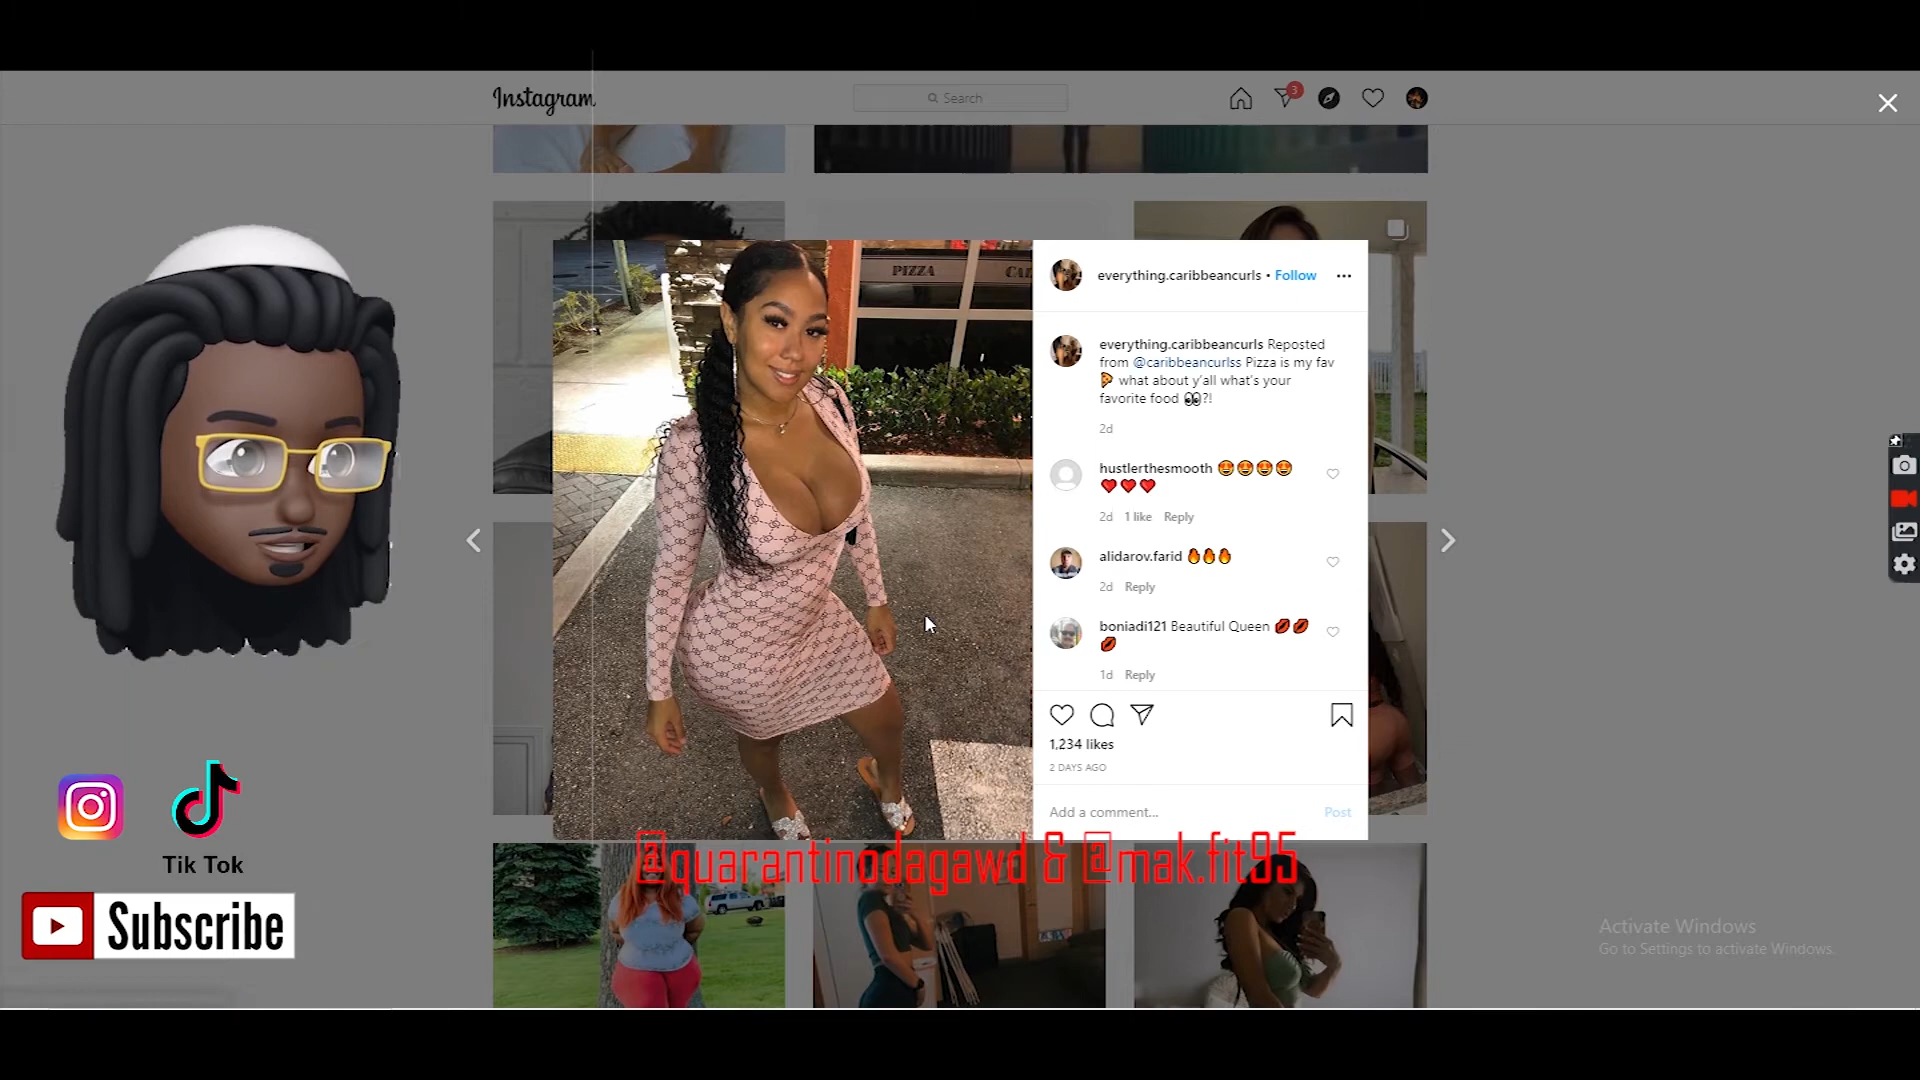 Instagram
Search
3
PIZZA
everything.caribbeancurls • Follow
everything.caribbeancurls Reposted
from @caribbeancurlss Pizza is my fav
🍕 what about y'all what's your
favorite food 👀?!
2d
hustlerthesmooth 🤩🤩🤩🤩
❤️❤️❤️
2d 1 like Reply
alidarov.farid 🔥🔥🔥
2d Reply
boniadi121 Beautiful Queen 💋💋
💋
1d Reply
1,234 likes
2 DAYS AGO
Add a comment... Post
@quarantinodagawd & @mak.fit95
Tik Tok
Subscribe
Activate Windows
Go to Settings to activate Windows.